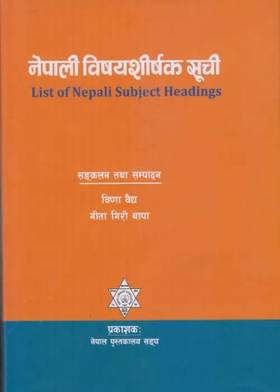 नेपाली विषयशीर्षक सूची
List of Nepali Subject Headings
सङ्कलन तथा सम्पादन
विणा वैद्य
गीता गिरी थापा
प्रकाशकः
नेपाल पुस्तकालय सङ्घ